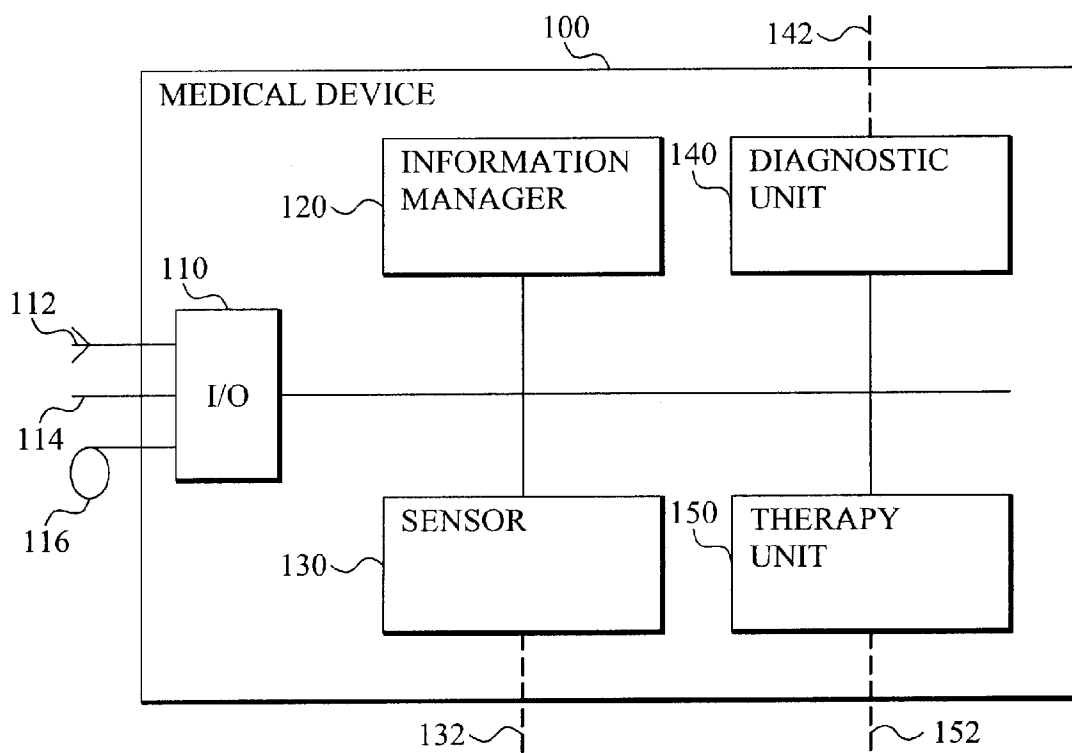 100
142
MEDICAL DEVICE
INFORMATION
MANAGER
120
140
DIAGNOSTIC
UNIT
110
112
I/O
114
116
SENSOR
130
150
THERAPY
UNIT
132
152